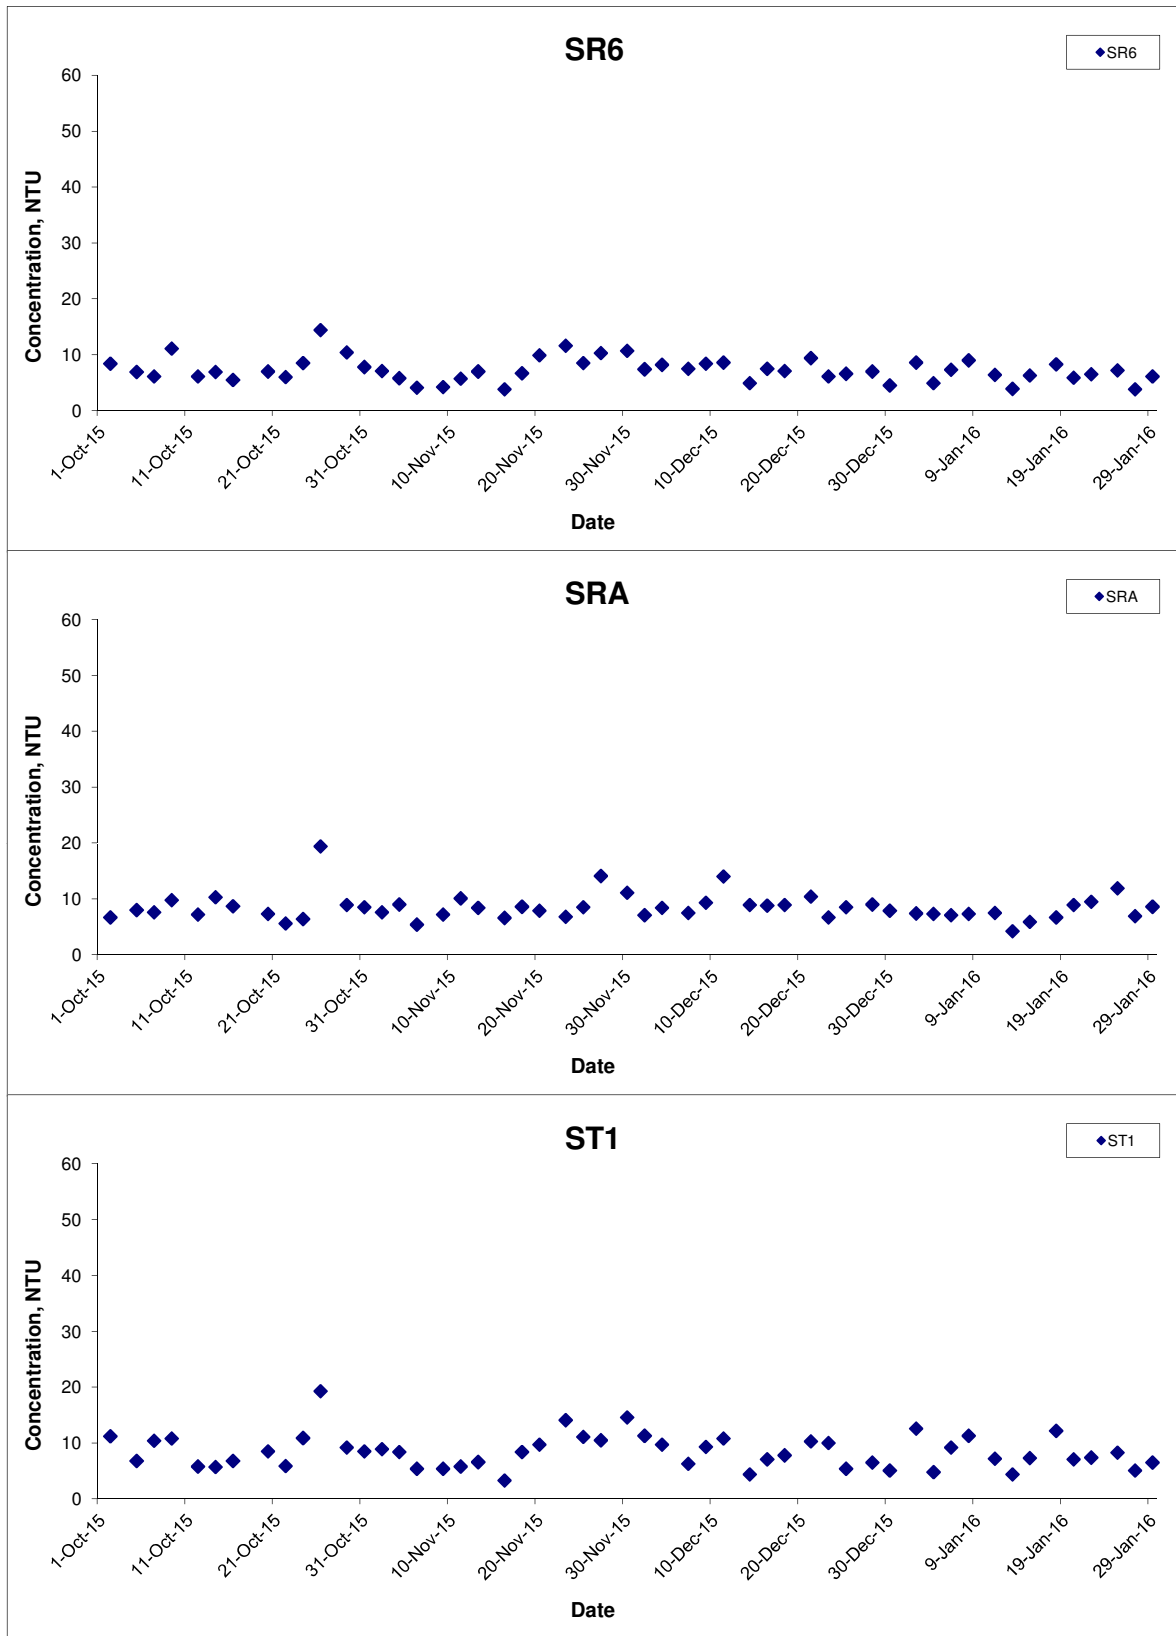 SR6
SR6
60
50
40
30
20
10
0
Concentration, NTU
1-Oct-15
11-Oct-15
21-Oct-15
31-Oct-15
10-Nov-15
20-Nov-15
30-Nov-15
10-Dec-15
20-Dec-15
30-Dec-15
9-Jan-16
19-Jan-16
29-Jan-16
Date
SRA
SRA
60
50
40
30
20
10
0
Concentration, NTU
1-Oct-15
11-Oct-15
21-Oct-15
31-Oct-15
10-Nov-15
20-Nov-15
30-Nov-15
10-Dec-15
20-Dec-15
30-Dec-15
9-Jan-16
19-Jan-16
29-Jan-16
Date
ST1
ST1
60
50
40
30
20
10
0
Concentration, NTU
1-Oct-15
11-Oct-15
21-Oct-15
31-Oct-15
10-Nov-15
20-Nov-15
30-Nov-15
10-Dec-15
20-Dec-15
30-Dec-15
9-Jan-16
19-Jan-16
29-Jan-16
Date